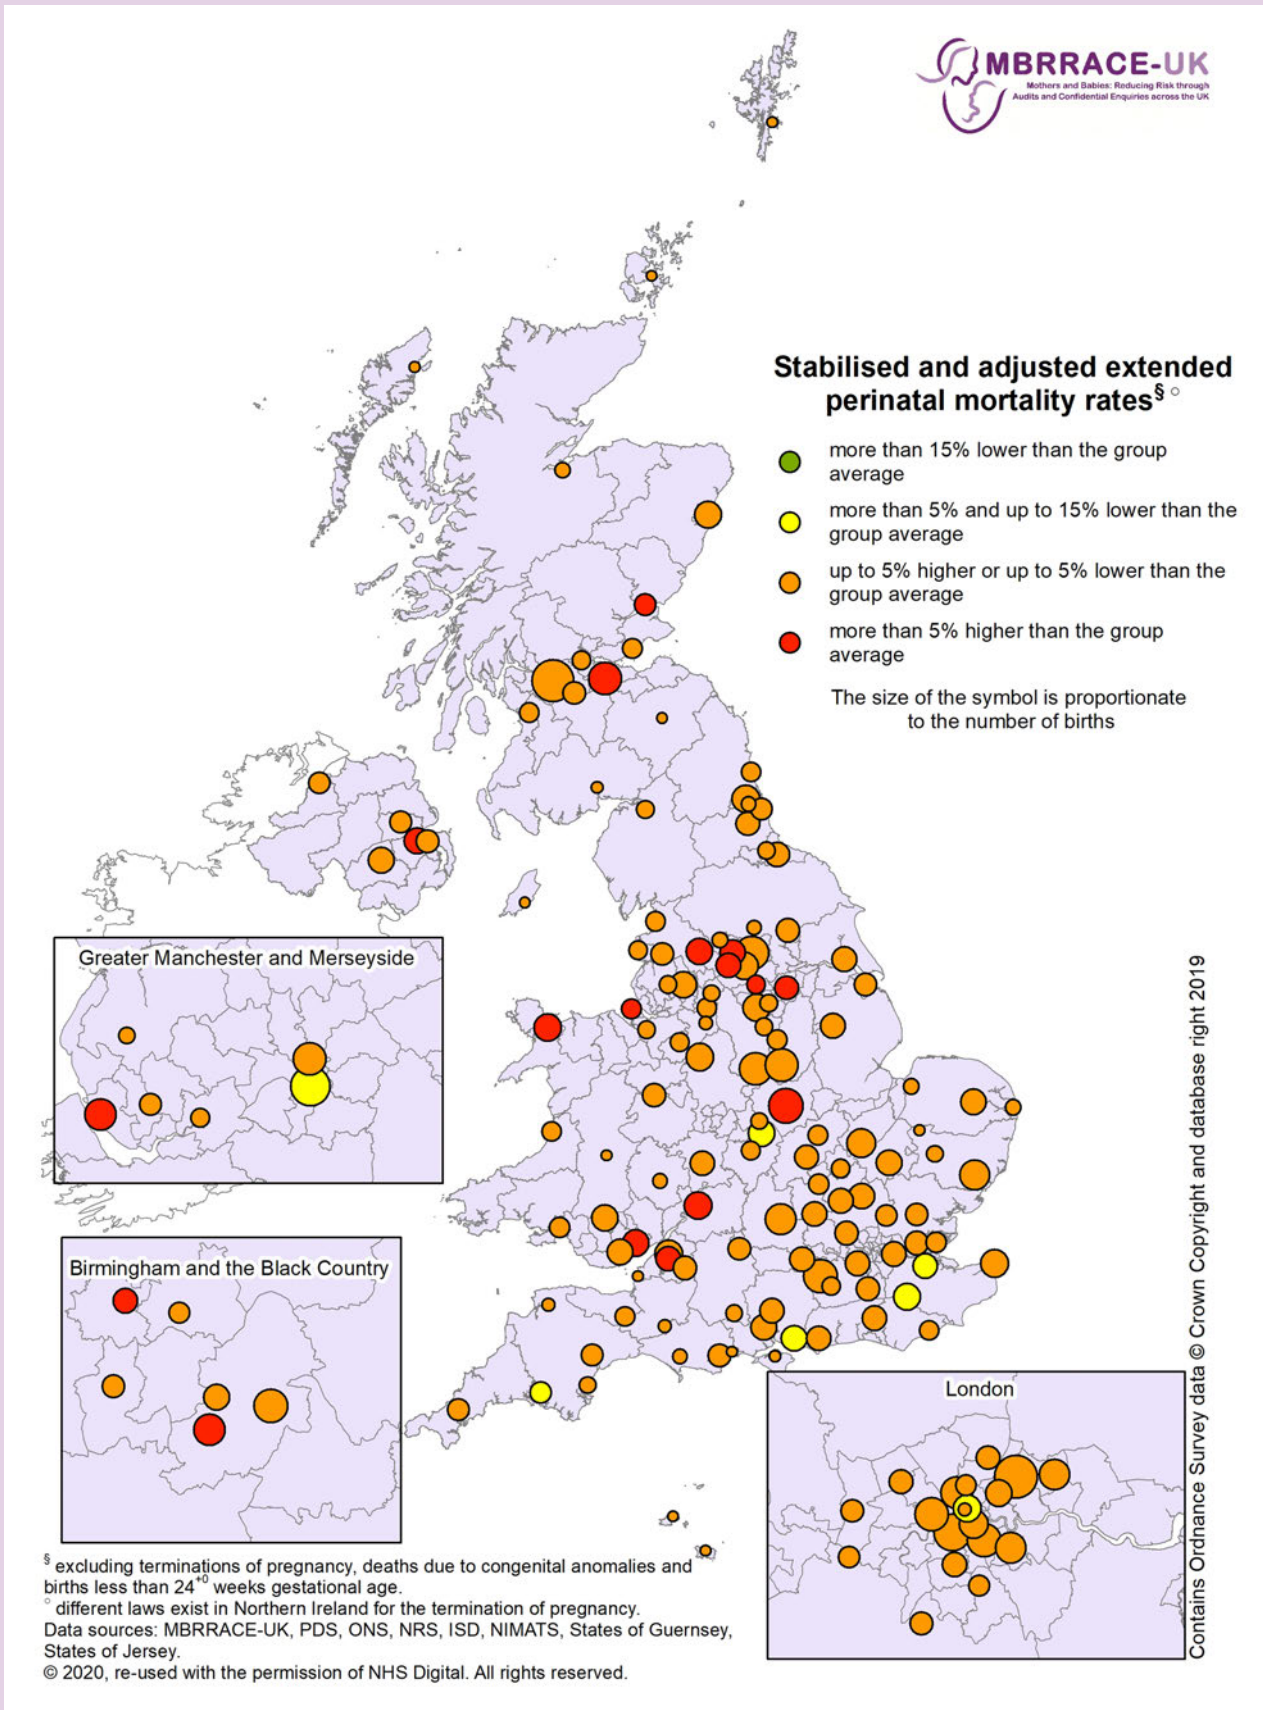 MBRRACE-UK
Mothers and Babies: Reducing Risk through
Audits and Confidential Enquiries across the UK
Stabilised and adjusted extended
perinatal mortality rates§ °
more than 15% lower than the group
average
more than 5% and up to 15% lower than the
group average
up to 5% higher or up to 5% lower than the
group average
more than 5% higher than the group
average
The size of the symbol is proportionate
to the number of births
Greater Manchester and Merseyside
Birmingham and the Black Country
London
Contains Ordnance Survey data © Crown Copyright and database right 2019
§ excluding terminations of pregnancy, deaths due to congenital anomalies and
births less than 24+0 weeks gestational age.
° different laws exist in Northern Ireland for the termination of pregnancy.
Data sources: MBRRACE-UK, PDS, ONS, NRS, ISD, NIMATS, States of Guernsey,
States of Jersey.
© 2020, re-used with the permission of NHS Digital. All rights reserved.